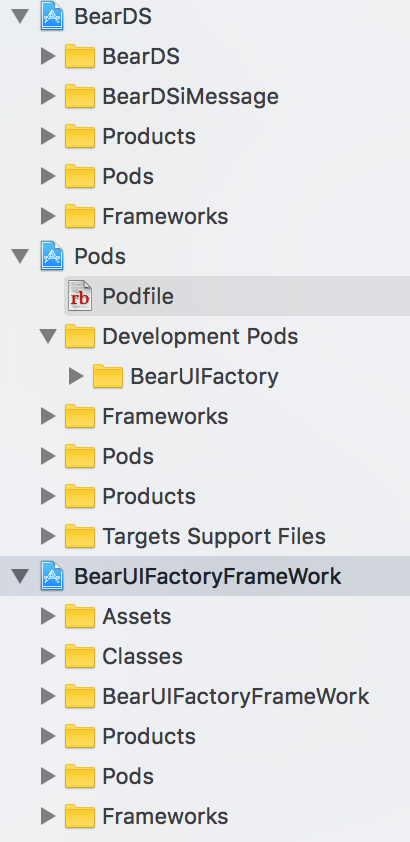 BearDS
BearDS
BearDSiMessage
Products
Pods
Frameworks
Pods
rb Podfile
Development Pods
BearUIFactory
Frameworks
Pods
Products
Targets Support Files
BearUIFactoryFrameWork
Assets
Classes
BearUIFactoryFrameWork
Products
Pods
Frameworks